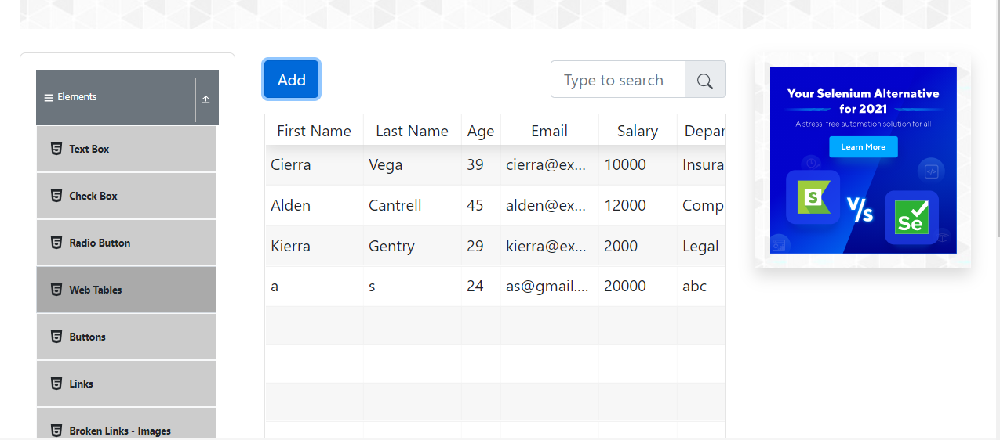 Elements
Text Box
Check Box
Radio Button
Web Tables
Buttons
Links
Broken Links - Images
Add
Type to search
First Name Last Name Age Email Salary Depar
Cierra Vega 39 cierra@ex... 10000 Insura
Alden Cantrell 45 alden@ex... 12000 Comp
Kierra Gentry 29 kierra@ex... 2000 Legal
a s 24 as@gmail.... 20000 abc
Your Selenium Alternative
for 2021
A stress-free automation solution for all
Learn More
S
V/s
Se